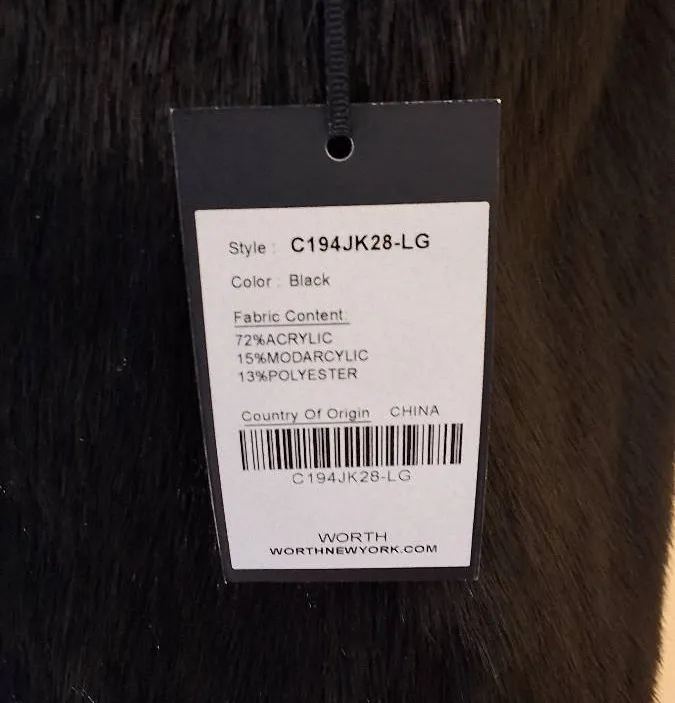 Style : C194JK28-LG
Color : Black
Fabric Content:
72%ACRYLIC
15%MODARCYLIC
13%POLYESTER
Country Of Origin CHINA
C194JK28-LG
WORTH
WORTHNEWYORK.COM